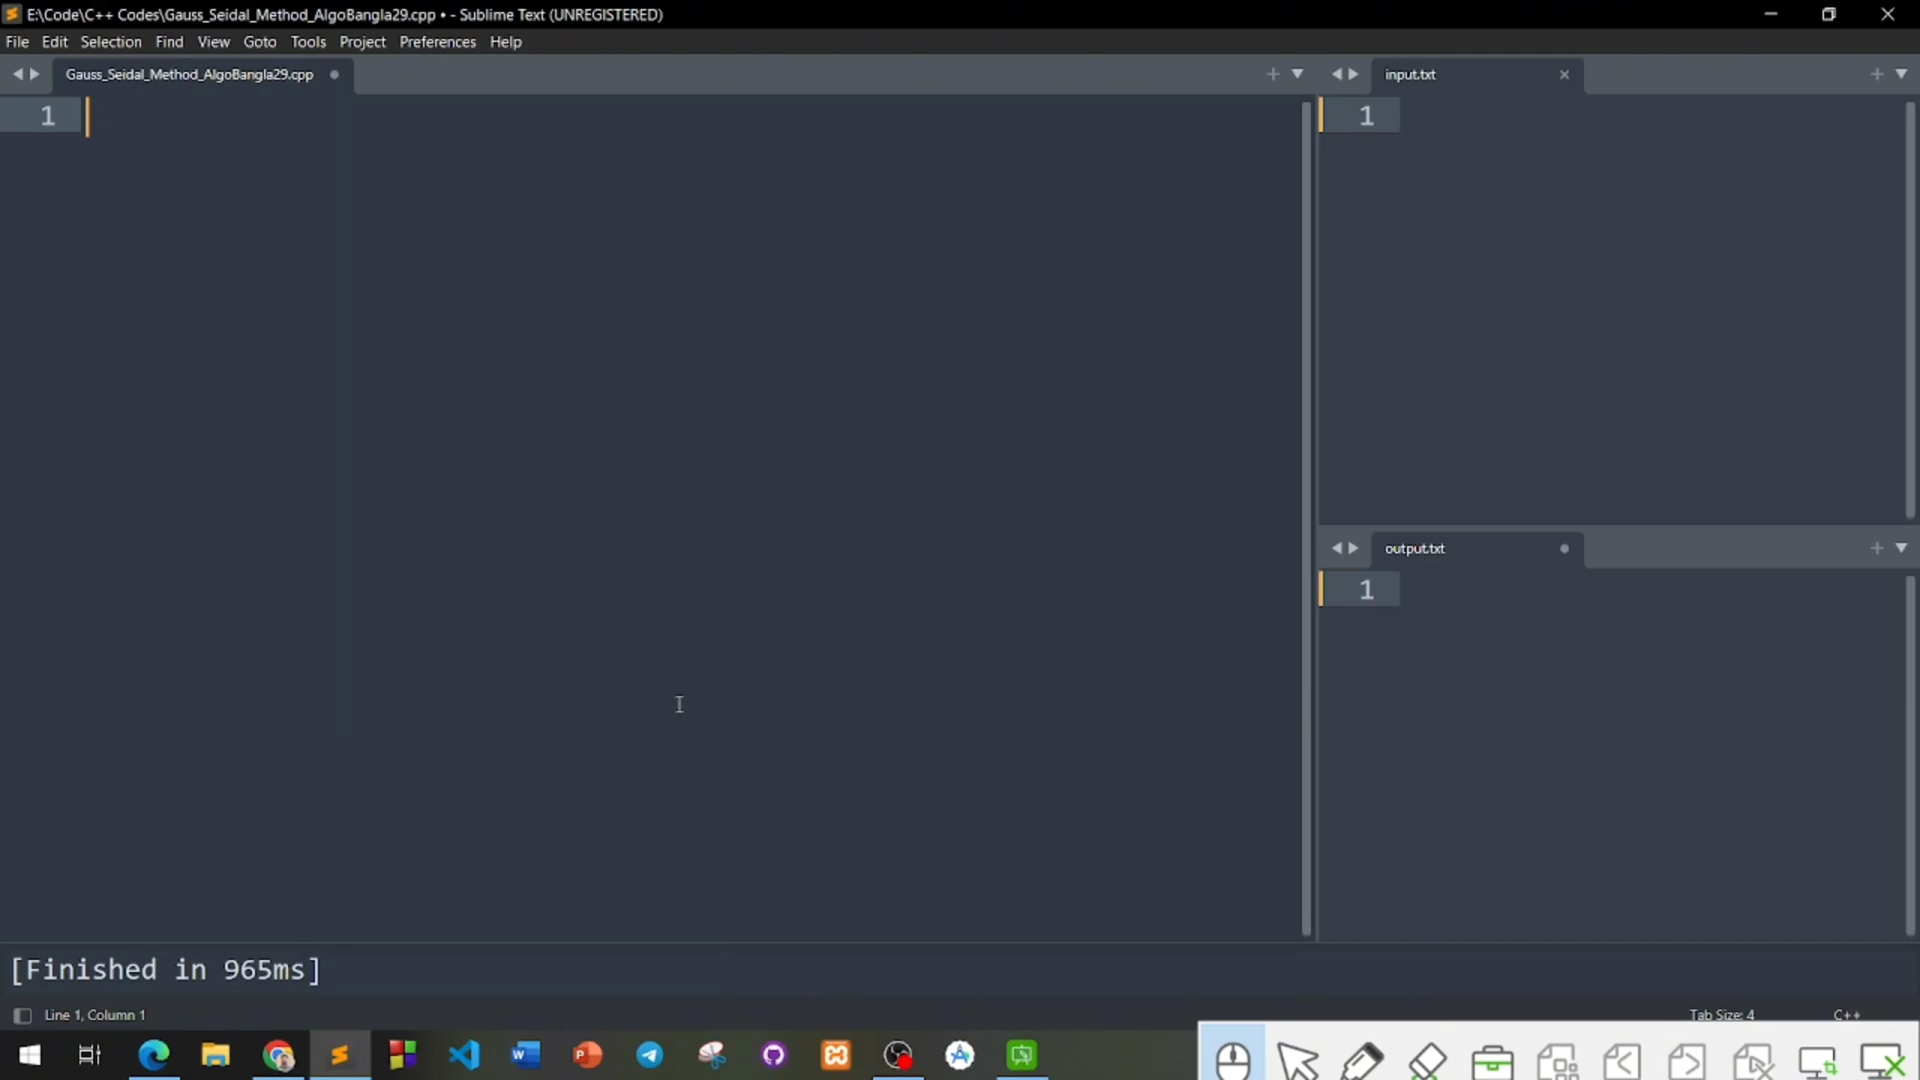 E:\Code\C++ Codes\Gauss_Seidal_Method_AlgoBangla29.cpp • - Sublime Text (UNREGISTERED)
File Edit Selection Find View Goto Tools Project Preferences Help
Gauss_Seidal_Method_AlgoBangla29.cpp
1
input.txt
1
output.txt
1
[Finished in 965ms]
Line 1, Column 1
Tab Size: 4
C++